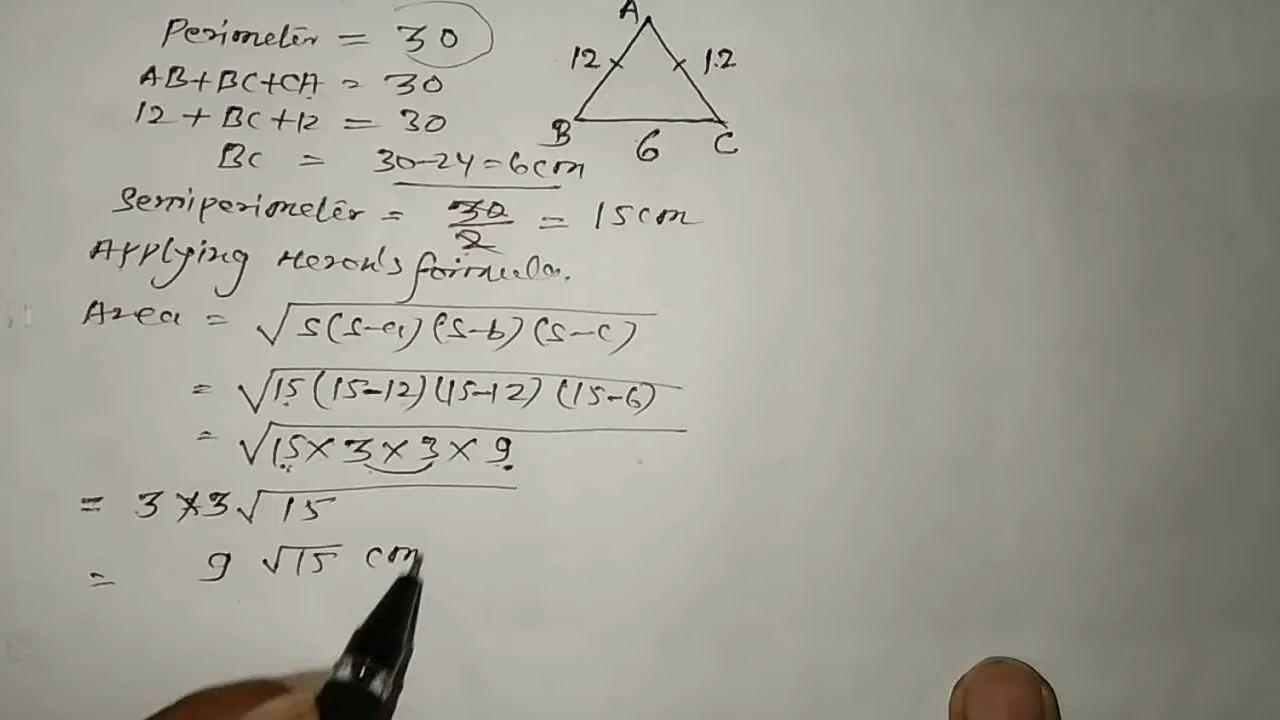 Perimeter = 30
AB+BC+CA = 30
12 + BC + 12 = 30
BC = 30-24=6cm
Semiperimeter = 30/2 = 15cm
Applying Heron's formula.
Area = √s(s-a)(s-b)(s-c)
= √15(15-12)(15-12)(15-6)
= √15×3×3×9
= 3×3√15
= 9 √15 cm
A
12 12
B 6 C